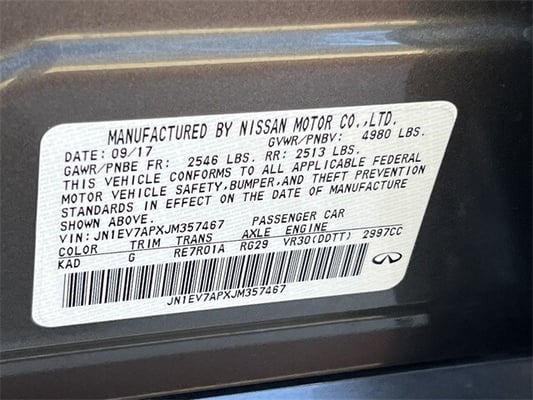 MANUFACTURED BY NISSAN MOTOR CO.,LTD.
DATE: 09/17 GVWR/PNBV: 4980 LBS.
GAWR/PNBE FR: 2546 LBS. RR: 2513 LBS.
THIS VEHICLE CONFORMS TO ALL APPLICABLE FEDERAL
MOTOR VEHICLE SAFETY, BUMPER, AND THEFT PREVENTION
STANDARDS IN EFFECT ON THE DATE OF MANUFACTURE
SHOWN ABOVE.
VIN: JN1EV7APXJM357467 PASSENGER CAR
COLOR TRIM TRANS AXLE ENGINE
KAD G RE7R01A RG29 VR30(DDTT) 2997CC
JN1EV7APXJM357467